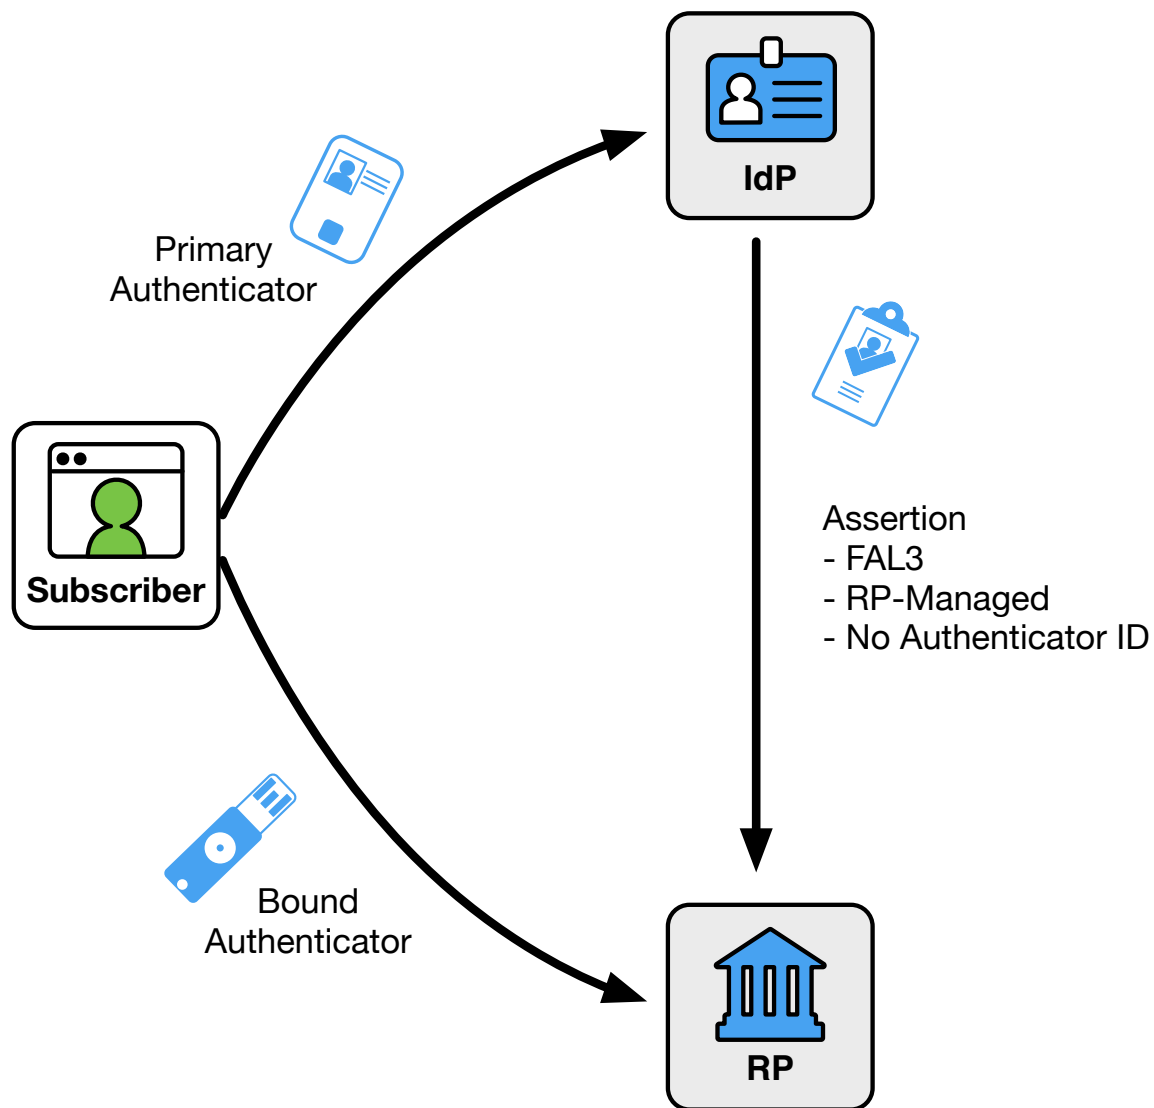 IdP
Primary
Authenticator
Subscriber
Assertion
- FAL3
- RP-Managed
- No Authenticator ID
Bound
Authenticator
RP